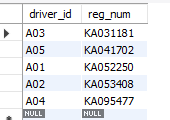 driver_id reg_num
A03 KA031181
A05 KA041702
A01 KA052250
A02 KA053408
A04 KA095477
NULL NULL